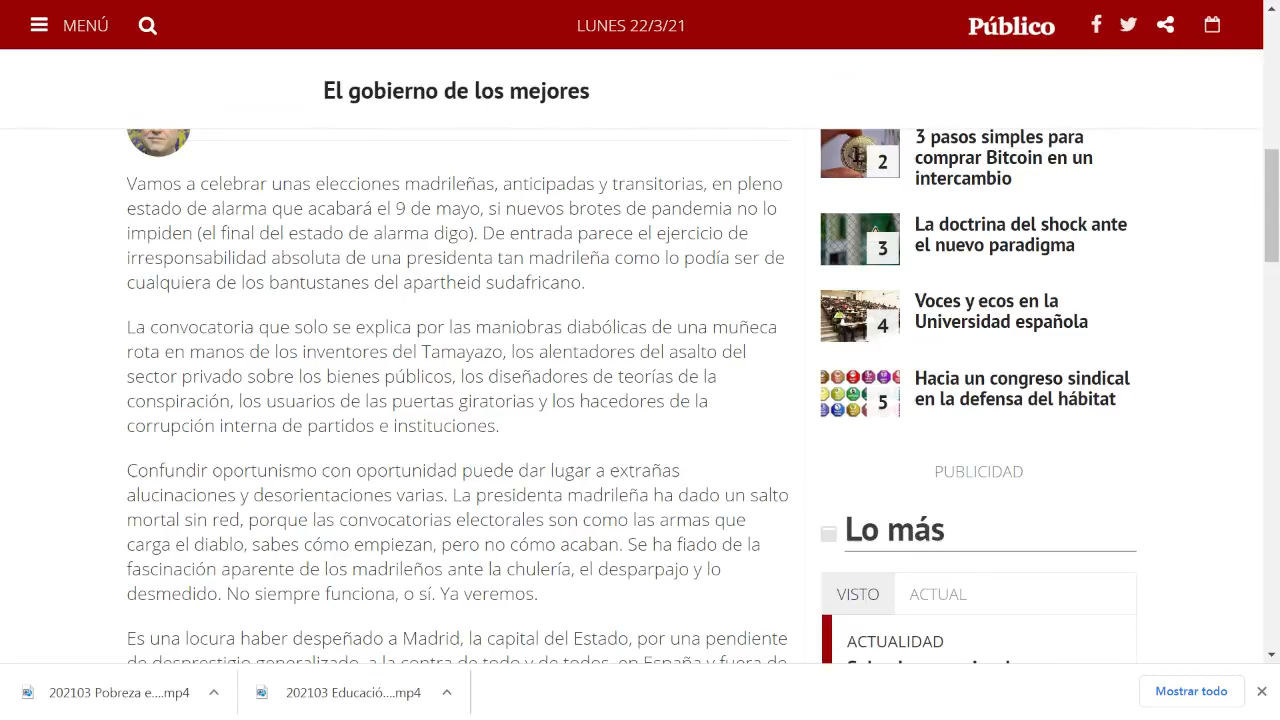 MENÚ
LUNES 22/3/21
Público
El gobierno de los mejores
Vamos a celebrar unas elecciones madrileñas, anticipadas y transitorias, en pleno
estado de alarma que acabará el 9 de mayo, si nuevos brotes de pandemia no lo
impiden (el final del estado de alarma digo). De entrada parece el ejercicio de
irresponsabilidad absoluta de una presidenta tan madrileña como lo podía ser de
cualquiera de los bantustanes del apartheid sudafricano.
La convocatoria que solo se explica por las maniobras diabólicas de una muñeca
rota en manos de los inventores del Tamayazo, los alentadores del asalto del
sector privado sobre los bienes públicos, los diseñadores de teorías de la
conspiración, los usuarios de las puertas giratorias y los hacedores de la
corrupción interna de partidos e instituciones.
Confundir oportunismo con oportunidad puede dar lugar a extrañas
alucinaciones y desorientaciones varias. La presidenta madrileña ha dado un salto
mortal sin red, porque las convocatorias electorales son como las armas que
carga el diablo, sabes cómo empiezan, pero no cómo acaban. Se ha fiado de la
fascinación aparente de los madrileños ante la chulería, el desparpajo y lo
desmedido. No siempre funciona, o sí. Ya veremos.
Es una locura haber despeñado a Madrid, la capital del Estado, por una pendiente
de desprestigio generalizado, a la contra de todo y de todos, en España y fuera de
2
3 pasos simples para
comprar Bitcoin en un
intercambio
3
La doctrina del shock ante
el nuevo paradigma
4
Voces y ecos en la
Universidad española
5
Hacia un congreso sindical
en la defensa del hábitat
PUBLICIDAD
Lo más
VISTO
ACTUAL
ACTUALIDAD
202103 Pobreza e....mp4
202103 Educació....mp4
Mostrar todo